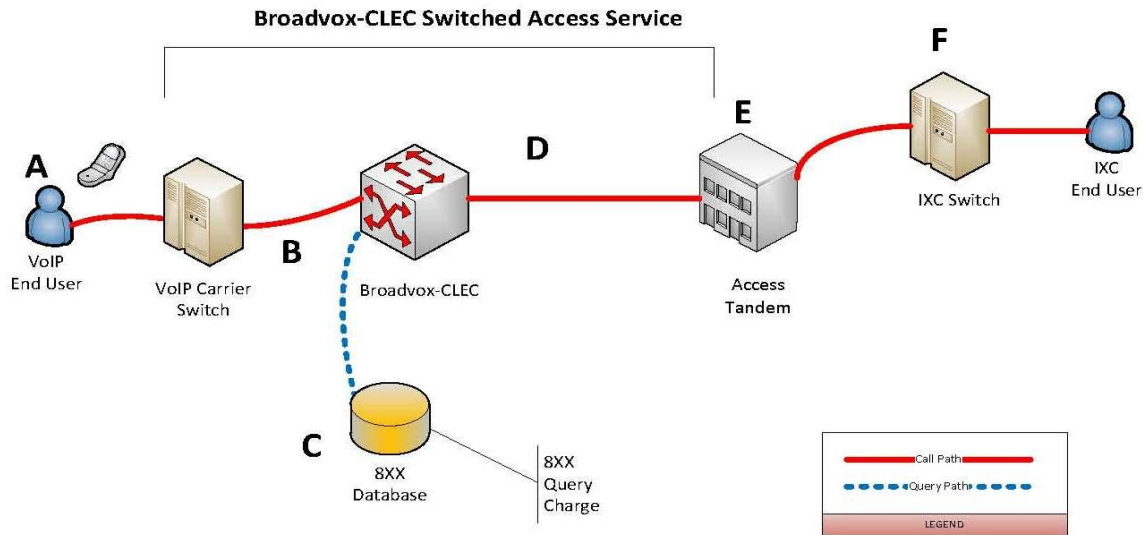 Broadvox-CLEC Switched Access Service
F
A
E
D
IXC
End User
IXC Switch
B
VoIP
End User
VoIP Carrier
Switch
Broadvox-CLEC
Access
Tandem
C
8XX
Database
8XX
Query
Charge
Call Path
Query Path
LEGEND